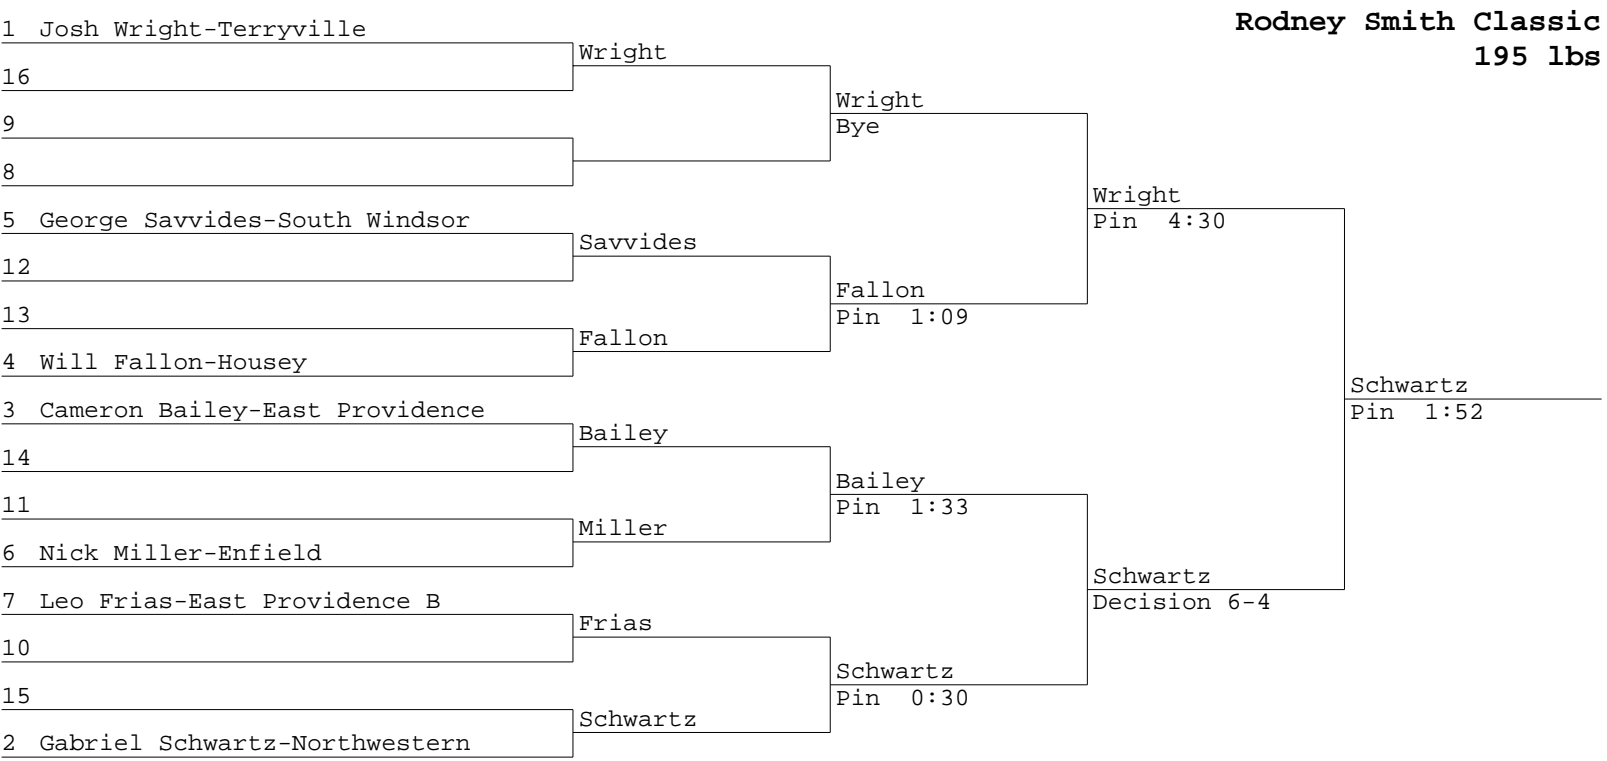 Rodney Smith Classic
195 lbs
1 Josh Wright-Terryville
16
9
8
5 George Savvides-South Windsor
12
13
4 Will Fallon-Housey
3 Cameron Bailey-East Providence
14
11
6 Nick Miller-Enfield
7 Leo Frias-East Providence B
10
15
2 Gabriel Schwartz-Northwestern
Wright
Savvides
Fallon
Bailey
Miller
Frias
Schwartz
Wright
Bye
Fallon
Pin 1:09
Bailey
Pin 1:33
Schwartz
Pin 0:30
Wright
Pin 4:30
Schwartz
Decision 6-4
Schwartz
Pin 1:52